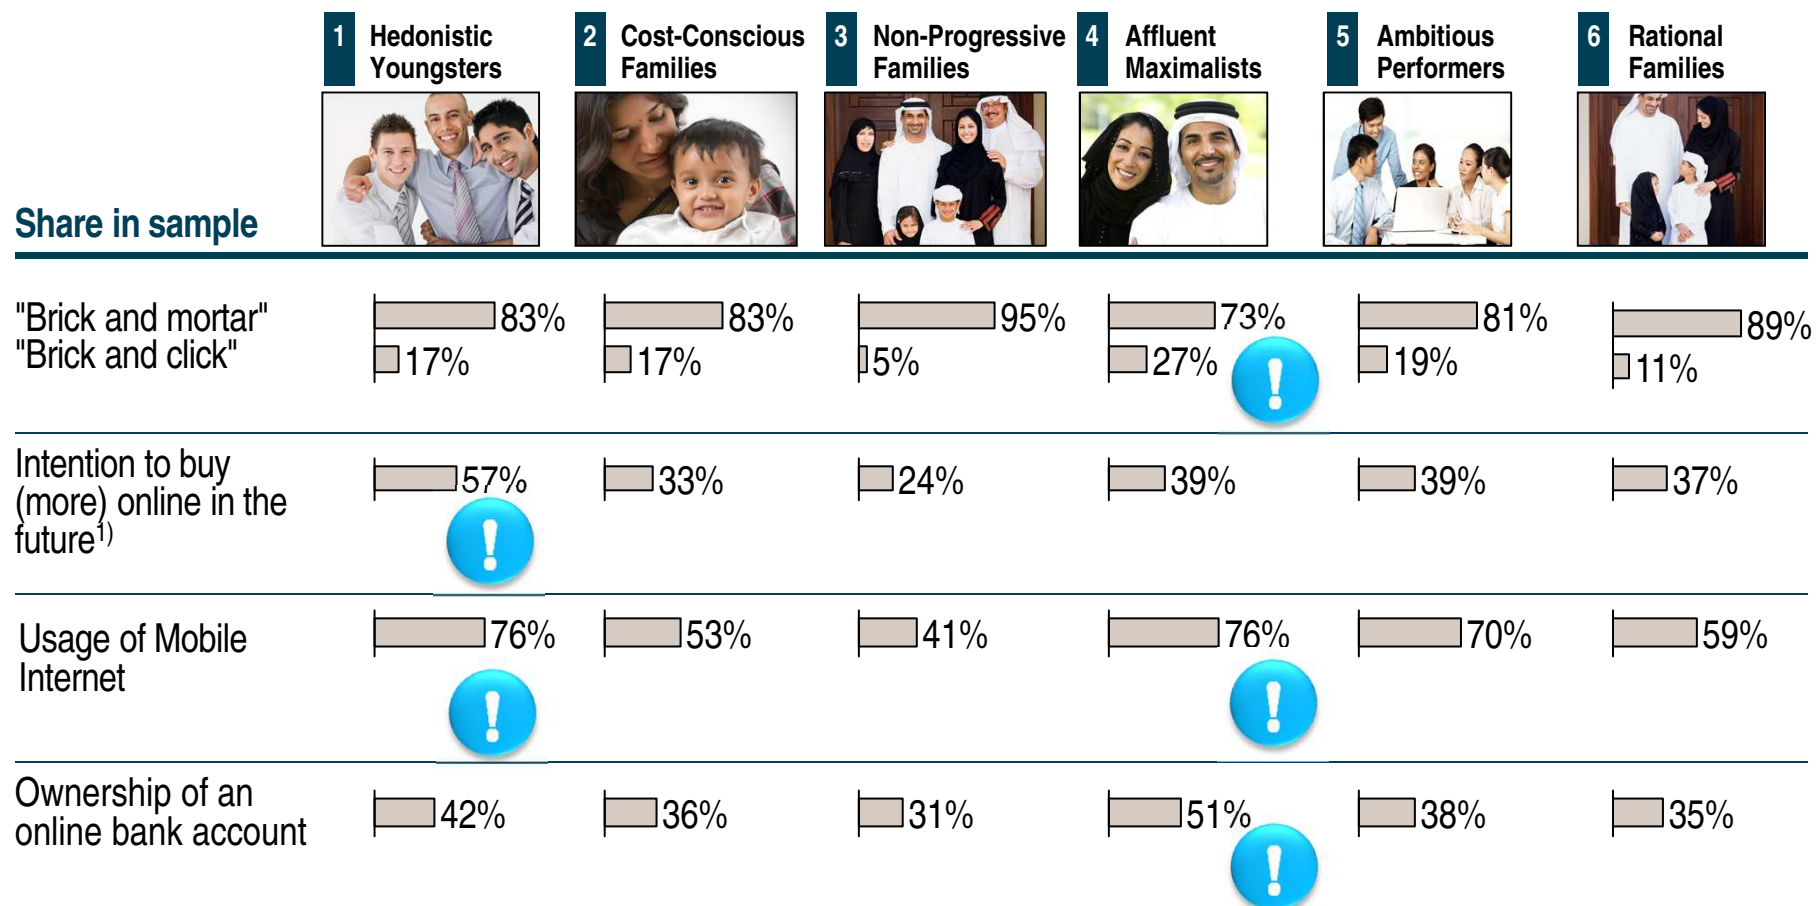 1 Hedonistic
Youngsters
2 Cost-Conscious
Families
3 Non-Progressive
Families
4 Affluent
Maximalists
5 Ambitious
Performers
6 Rational
Families
Share in sample
"Brick and mortar"
"Brick and click"
83%
17%
83%
17%
95%
5%
73%
27%
!
81%
19%
89%
11%
Intention to buy
(more) online in the
future1)
57%
!
33%
24%
39%
39%
37%
Usage of Mobile
Internet
76%
!
53%
41%
76%
!
70%
59%
Ownership of an
online bank account
42%
36%
31%
51%
!
38%
35%